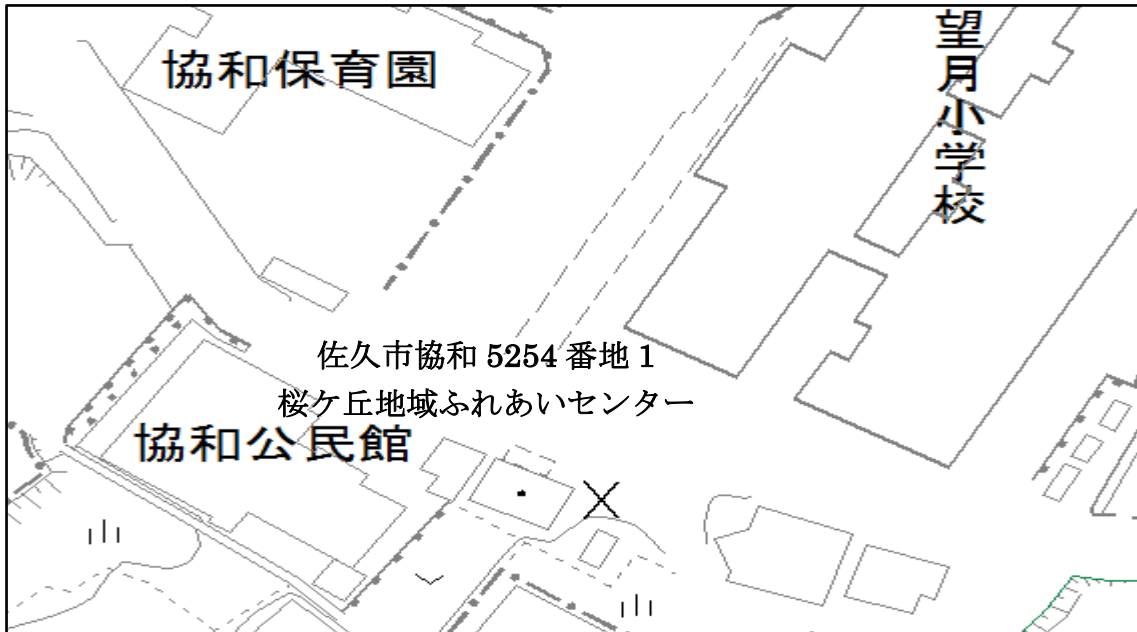 協和保育園
望月小学校
佐久市協和 5254 番地 1
桜ケ丘地域ふれあいセンター
協和公民館